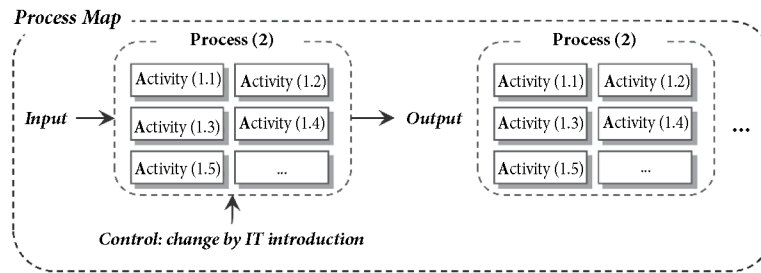 Process Map
Process (2)
Process (2)
Activity (1.1)
Activity (1.2)
Activity (1.1)
Activity (1.2)
Input
Activity (1.3)
Activity (1.4)
Output
Activity (1.3)
Activity (1.4)
...
Activity (1.5)
...
Activity (1.5)
...
Control: change by IT introduction